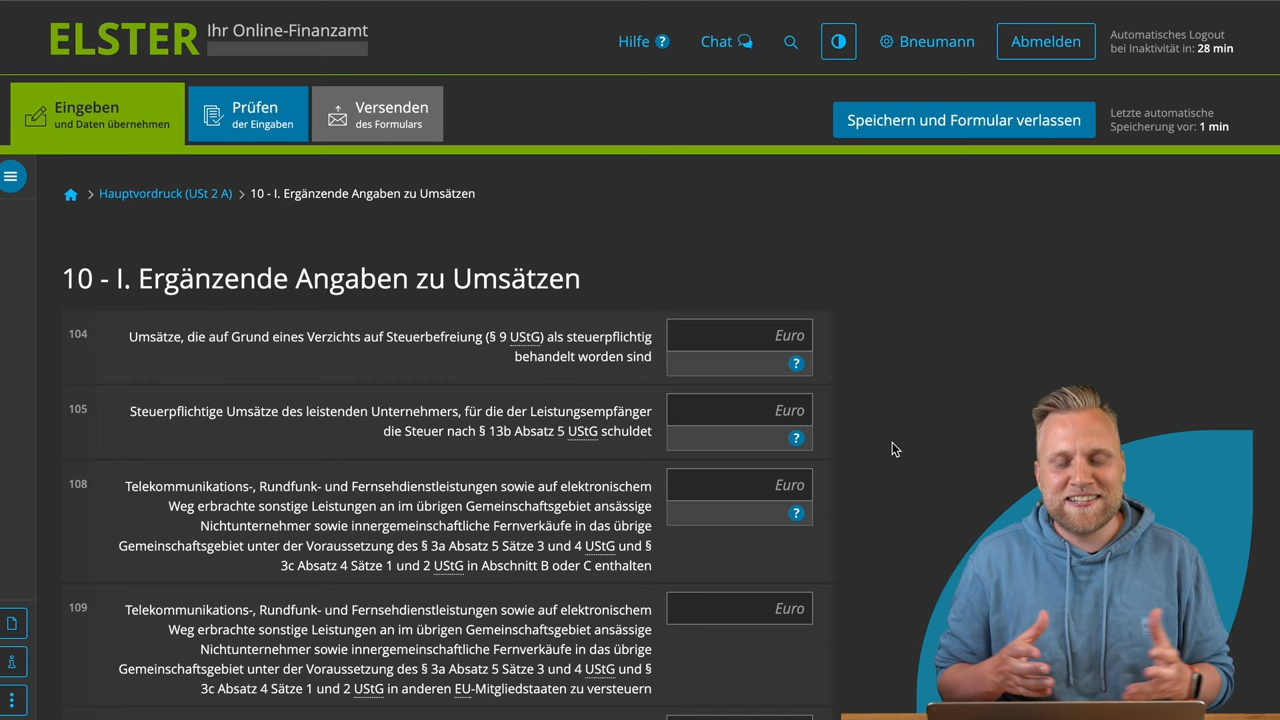 ELSTER
Ihr Online-Finanzamt
Hilfe ?
Chat
Bneumann
Abmelden
Automatisches Logout
bei Inaktivität in: 28 min
Eingeben
und Daten übernehmen
Prüfen
der Eingaben
Versenden
des Formulars
Speichern und Formular verlassen
Letzte automatische
Speicherung vor: 1 min
Hauptvordruck (USt 2 A) > 10 - I. Ergänzende Angaben zu Umsätzen
10 - I. Ergänzende Angaben zu Umsätzen
104
Umsätze, die auf Grund eines Verzichts auf Steuerbefreiung (§ 9 UStG) als steuerpflichtig
behandelt worden sind
Euro
?
105
Steuerpflichtige Umsätze des leistenden Unternehmers, für die der Leistungsempfänger
die Steuer nach § 13b Absatz 5 UStG schuldet
Euro
?
108
Telekommunikations-, Rundfunk- und Fernsehdienstleistungen sowie auf elektronischem
Weg erbrachte sonstige Leistungen an im übrigen Gemeinschaftsgebiet ansässige
Nichtunternehmer sowie innergemeinschaftliche Fernverkäufe in das übrige
Gemeinschaftsgebiet unter der Voraussetzung des § 3a Absatz 5 Sätze 3 und 4 UStG und §
3c Absatz 4 Sätze 1 und 2 UStG in Abschnitt B oder C enthalten
Euro
?
109
Telekommunikations-, Rundfunk- und Fernsehdienstleistungen sowie auf elektronischem
Weg erbrachte sonstige Leistungen an im übrigen Gemeinschaftsgebiet ansässige
Nichtunternehmer sowie innergemeinschaftliche Fernverkäufe in das übrige
Gemeinschaftsgebiet unter der Voraussetzung des § 3a Absatz 5 Sätze 3 und 4 UStG und §
3c Absatz 4 Sätze 1 und 2 UStG in anderen EU-Mitgliedstaaten zu versteuern
Euro